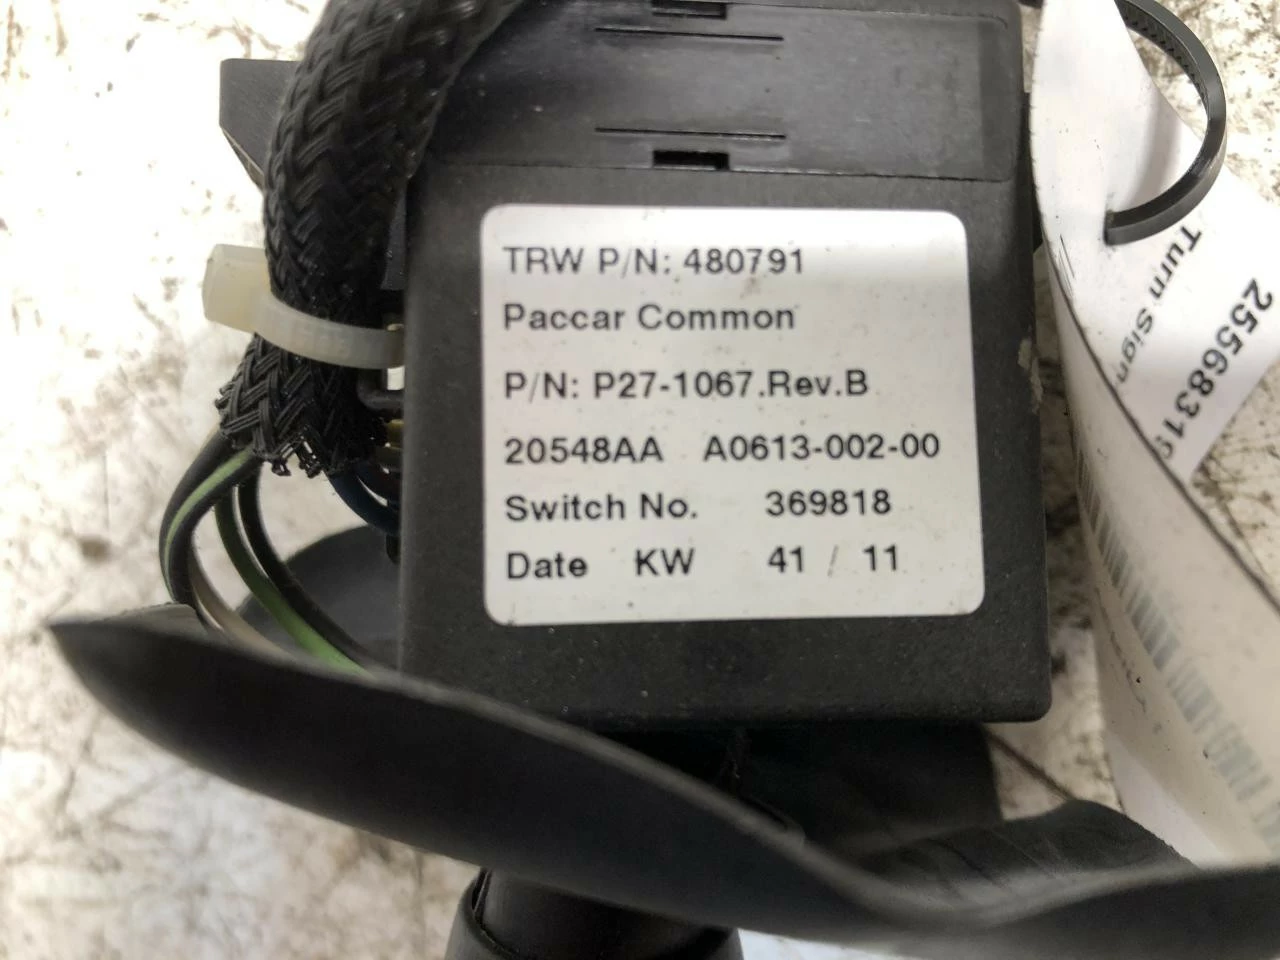 TRW P/N: 480791
Paccar Common
P/N: P27-1067.Rev.B
20548AA A0613-002-00
Switch No. 369818
Date KW 41 / 11
25568319
Turn Sign